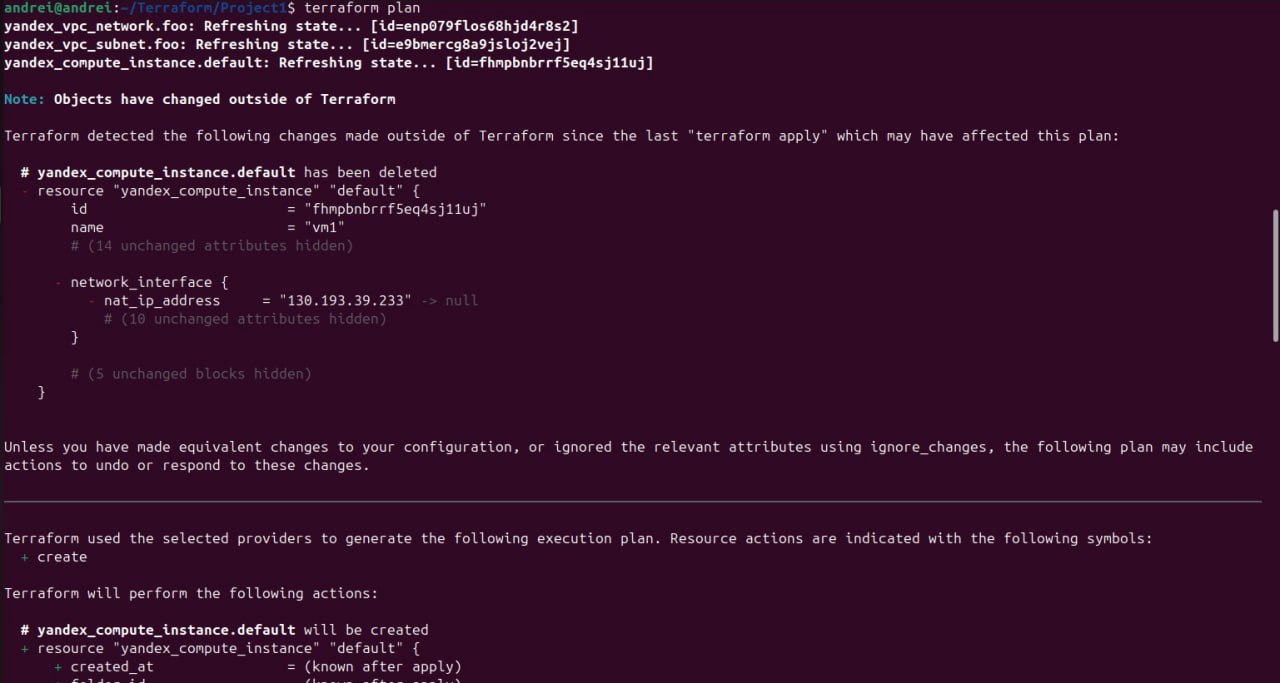 andrei@andrei:~/Terraform/Project1$ terraform plan
yandex_vpc_network.foo: Refreshing state... [id=enp079flos68hjd4r8s2]
yandex_vpc_subnet.foo: Refreshing state... [id=e9bmercg8a9jsloj2vej]
yandex_compute_instance.default: Refreshing state... [id=fhmpbnbrrf5eq4sj11uj]
Note: Objects have changed outside of Terraform
Terraform detected the following changes made outside of Terraform since the last "terraform apply" which may have affected this plan:
# yandex_compute_instance.default has been deleted
- resource "yandex_compute_instance" "default" {
id = "fhmpbnbrrf5eq4sj11uj"
name = "vm1"
# (14 unchanged attributes hidden)
- network_interface {
- nat_ip_address = "130.193.39.233" -> null
# (10 unchanged attributes hidden)
}
# (5 unchanged blocks hidden)
}
Unless you have made equivalent changes to your configuration, or ignored the relevant attributes using ignore_changes, the following plan may include
actions to undo or respond to these changes.
Terraform used the selected providers to generate the following execution plan. Resource actions are indicated with the following symbols:
+ create
Terraform will perform the following actions:
# yandex_compute_instance.default will be created
+ resource "yandex_compute_instance" "default" {
+ created_at = (known after apply)
+ folder_id = (known after apply)